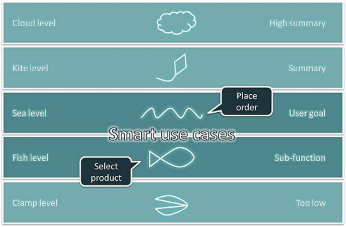 Cloud level High summary
Kite level Summary
Place
order
Sea level User goal
Smart use cases
Fish level Sub-function
Select
product
Clamp level Too low